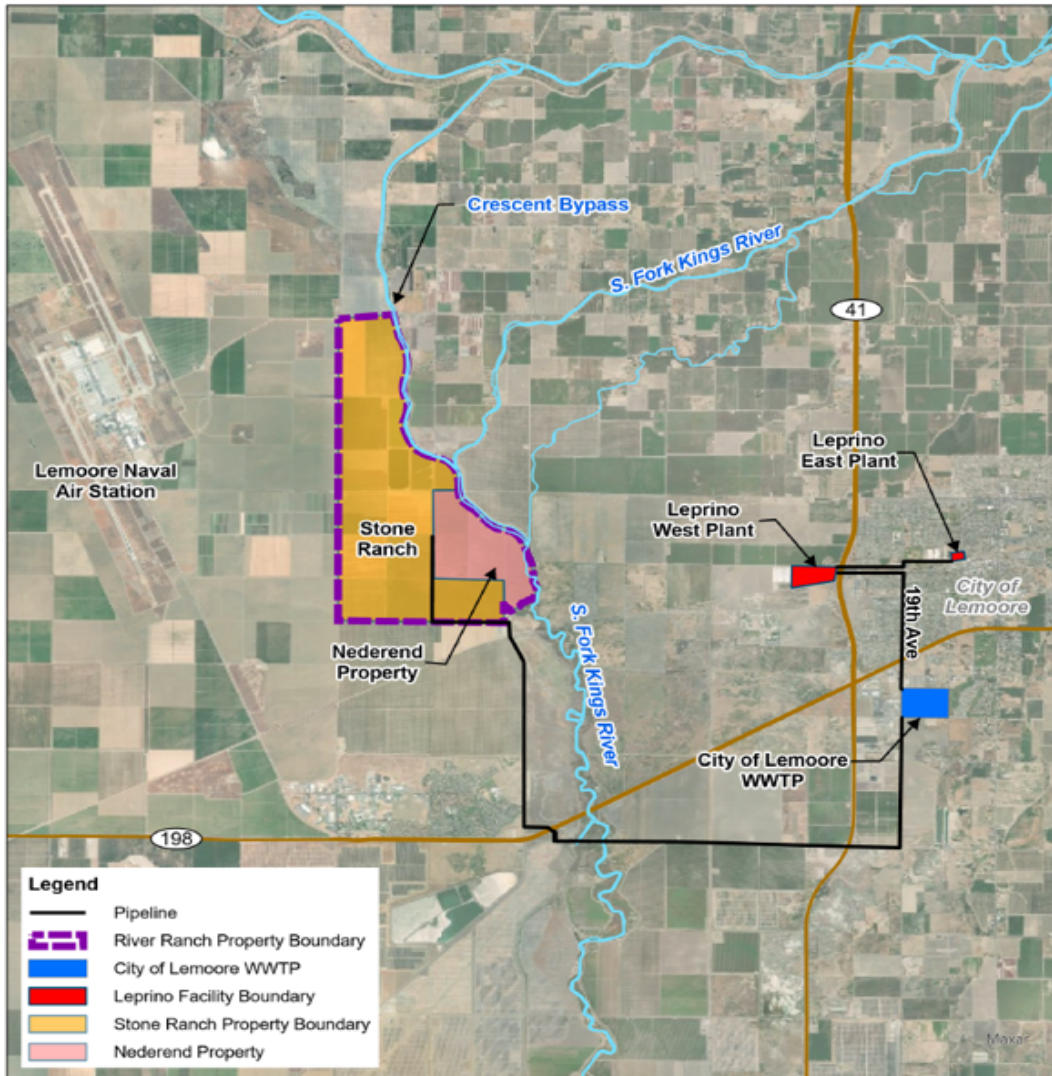 Crescent Bypass
S. Fork Kings River
41
Lemoore Naval
Air Station
Stone
Ranch
Leprino
East Plant
Leprino
West Plant
City of
Lemoore
19th Ave
Nederend
Property
S. Fork Kings River
City of Lemoore
WWTP
198
Legend
Pipeline
River Ranch Property Boundary
City of Lemoore WWTP
Leprino Facility Boundary
Stone Ranch Property Boundary
Nederend Property
Maxar